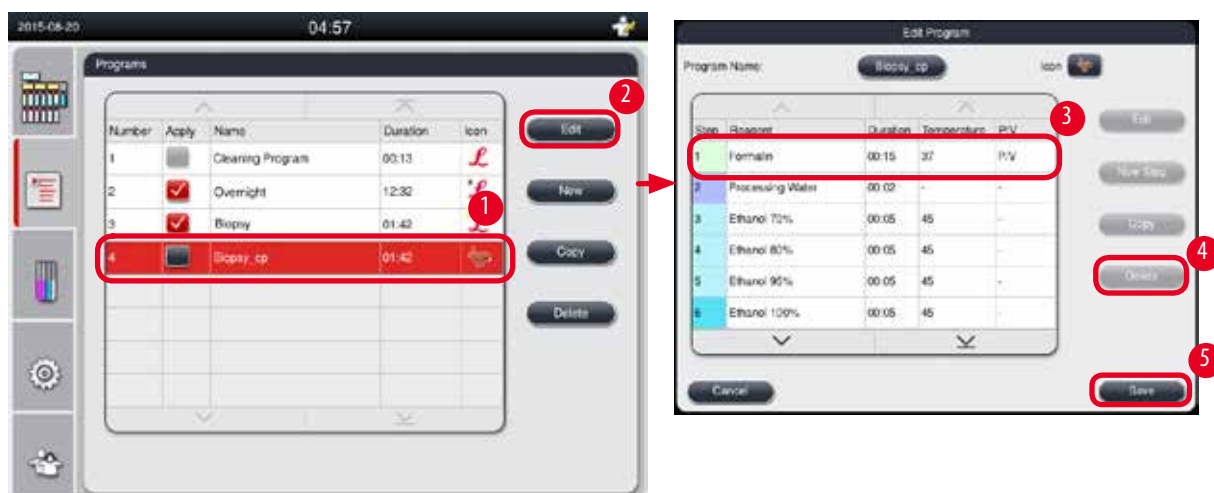 2015-08-20 04:57
Programs
Number Apply Name Duration Icon
1 Cleaning Program 00:13
2 Overnight 12:32
3 Biopsy 01:42
4 Biopsy_cp 01:42
Edit
New
Copy
Delete
1
2
Edit Program
Program Name: Biopsy_cp Icon
Step Reagent Duration Temperature P/V
1 Formalin 00:15 37 P/V
2 Processing Water 00:02 - -
3 Ethanol 70% 00:05 45 -
4 Ethanol 80% 00:05 45 -
5 Ethanol 95% 00:05 45 -
6 Ethanol 100% 00:05 45 -
Edit
New Step
Copy
Delete
Cancel
Save
3
4
5